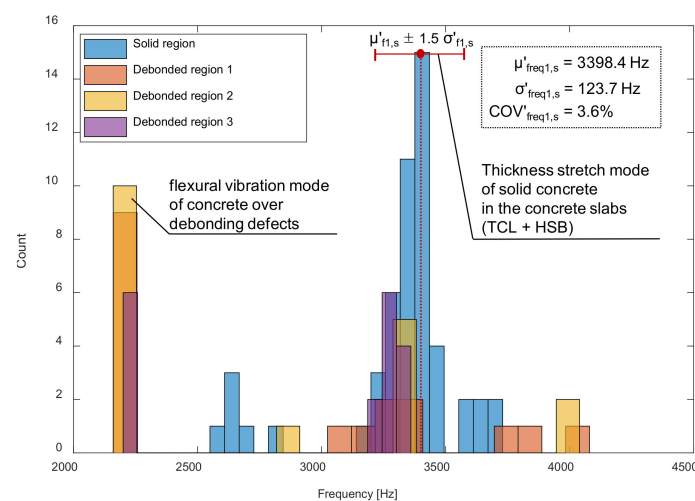 16
14
12
10
8
6
4
2
0
Count
Solid region
Debonded region 1
Debonded region 2
Debonded region 3
μ'f1,s ± 1.5 σ'f1,s
μ'freq1,s = 3398.4 Hz
σ'freq1,s = 123.7 Hz
COV'freq1,s = 3.6%
flexural vibration mode
of concrete over
debonding defects
Thickness stretch mode
of solid concrete
in the concrete slabs
(TCL + HSB)
2000
2500
3000
3500
4000
4500
Frequency [Hz]